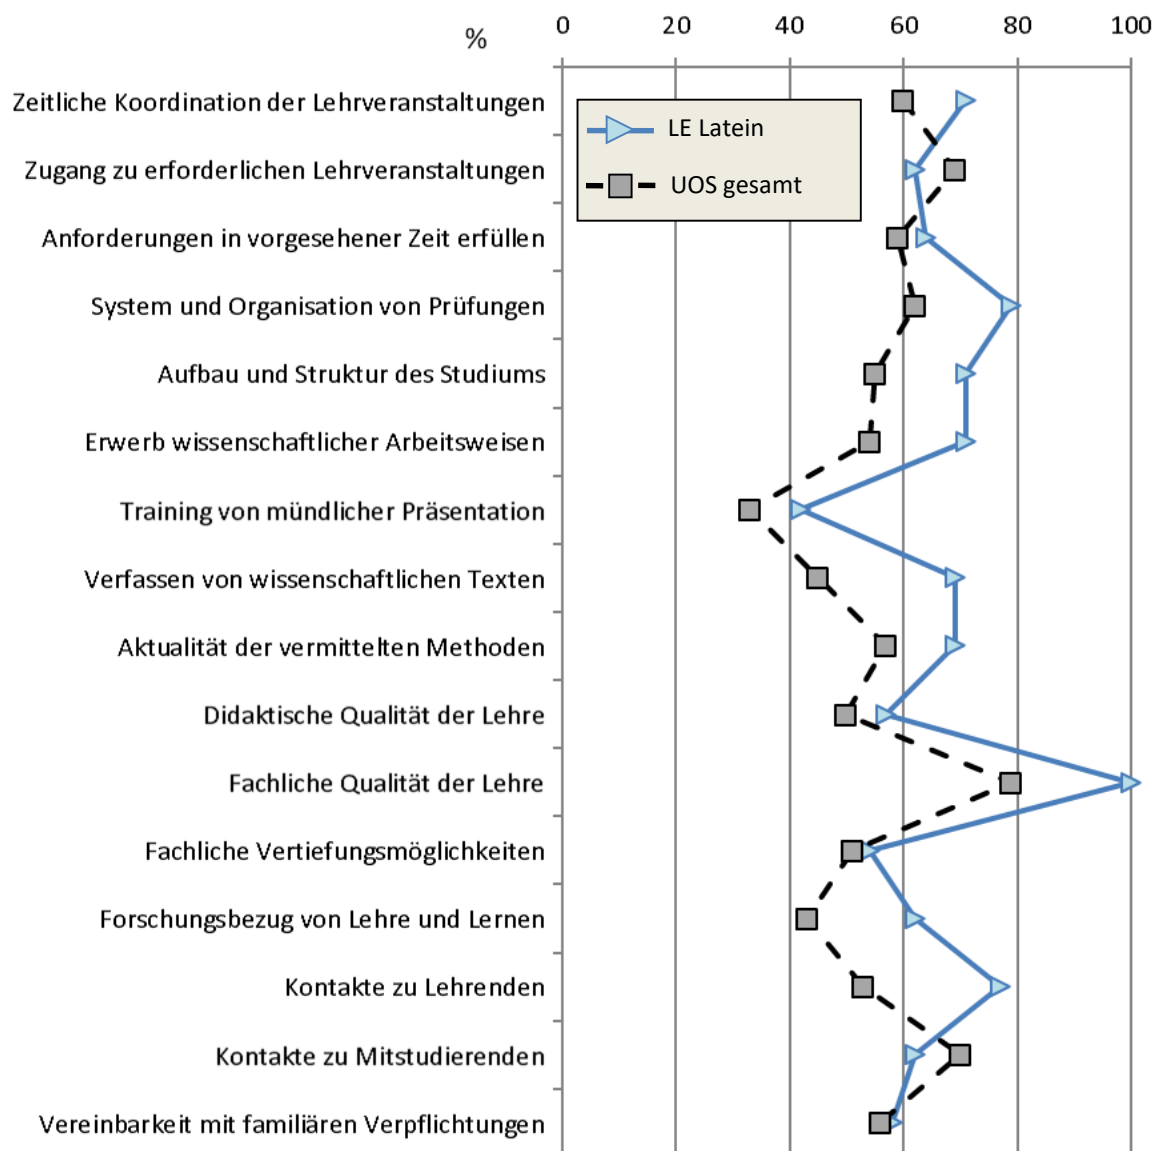 % 0 20 40 60 80 100
Zeitliche Koordination der Lehrveranstaltungen
LE Latein
Zugang zu erforderlichen Lehrveranstaltungen
UOS gesamt
Anforderungen in vorgesehener Zeit erfüllen
System und Organisation von Prüfungen
Aufbau und Struktur des Studiums
Erwerb wissenschaftlicher Arbeitsweisen
Training von mündlicher Präsentation
Verfassen von wissenschaftlichen Texten
Aktualität der vermittelten Methoden
Didaktische Qualität der Lehre
Fachliche Qualität der Lehre
Fachliche Vertiefungsmöglichkeiten
Forschungsbezug von Lehre und Lernen
Kontakte zu Lehrenden
Kontakte zu Mitstudierenden
Vereinbarkeit mit familiären Verpflichtungen